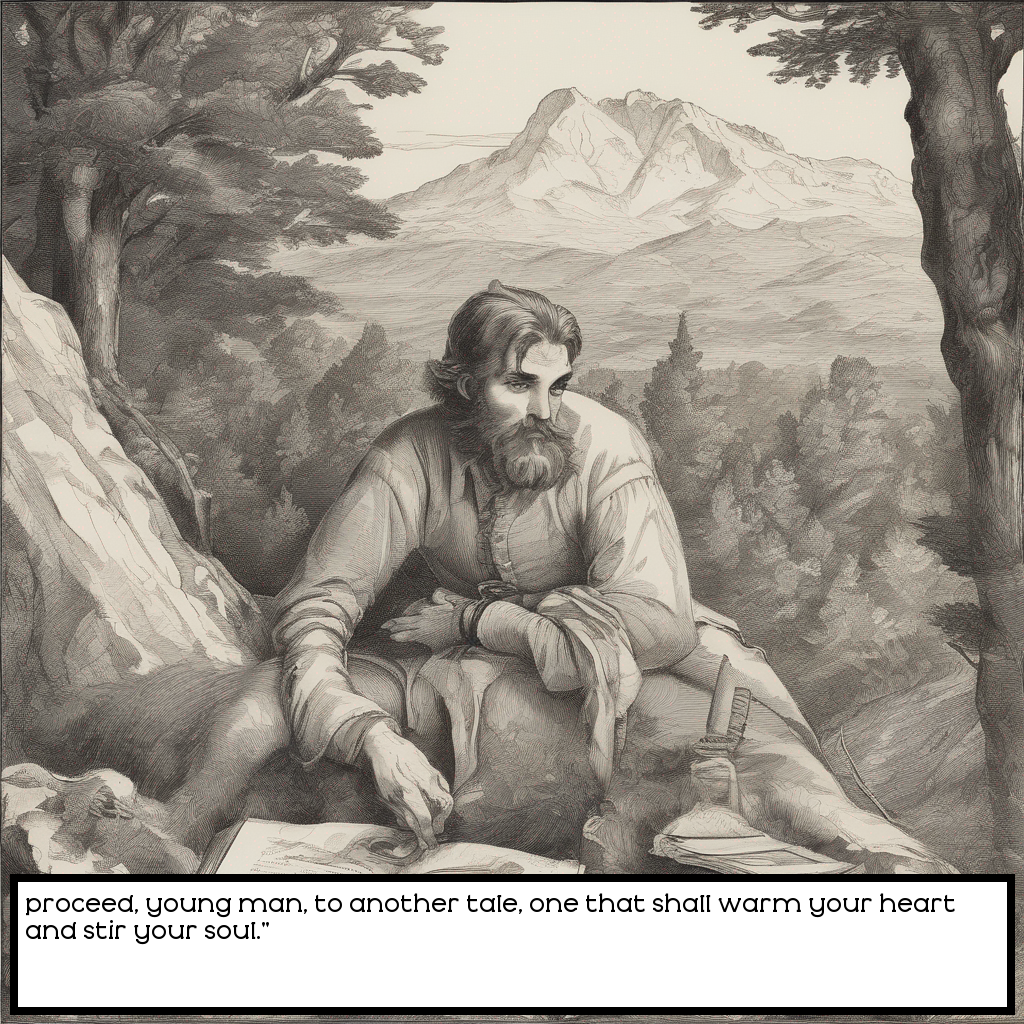 proceed, young man, to another tale, one that shall warm your heart
and stir your soul."